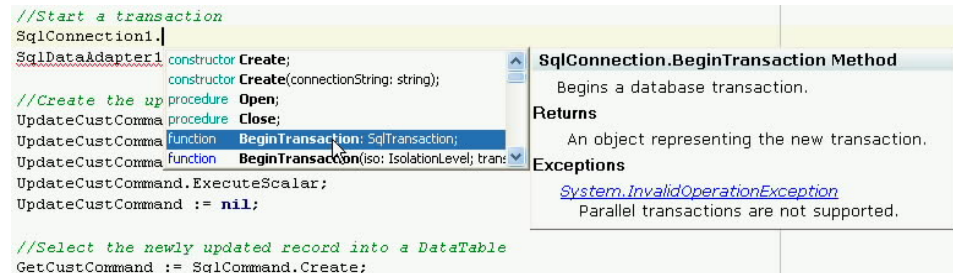 //Start a transaction
SqlConnection1.
SqlDataAdapter1
constructor Create;
constructor Create(connectionString: string);
procedure Open;
procedure Close;
function BeginTransaction: SqlTransaction;
function BeginTransaction(iso: IsolationLevel; trans
SqlConnection.BeginTransaction Method
Begins a database transaction.
Returns
An object representing the new transaction.
Exceptions
System.InvalidOperationException
Parallel transactions are not supported.
//Create the up
UpdateCustComma
UpdateCustComma
UpdateCustComma
UpdateCustCommand.ExecuteScalar;
UpdateCustCommand := nil;
//Select the newly updated record into a DataTable
GetCustCommand := SqlCommand.Create;